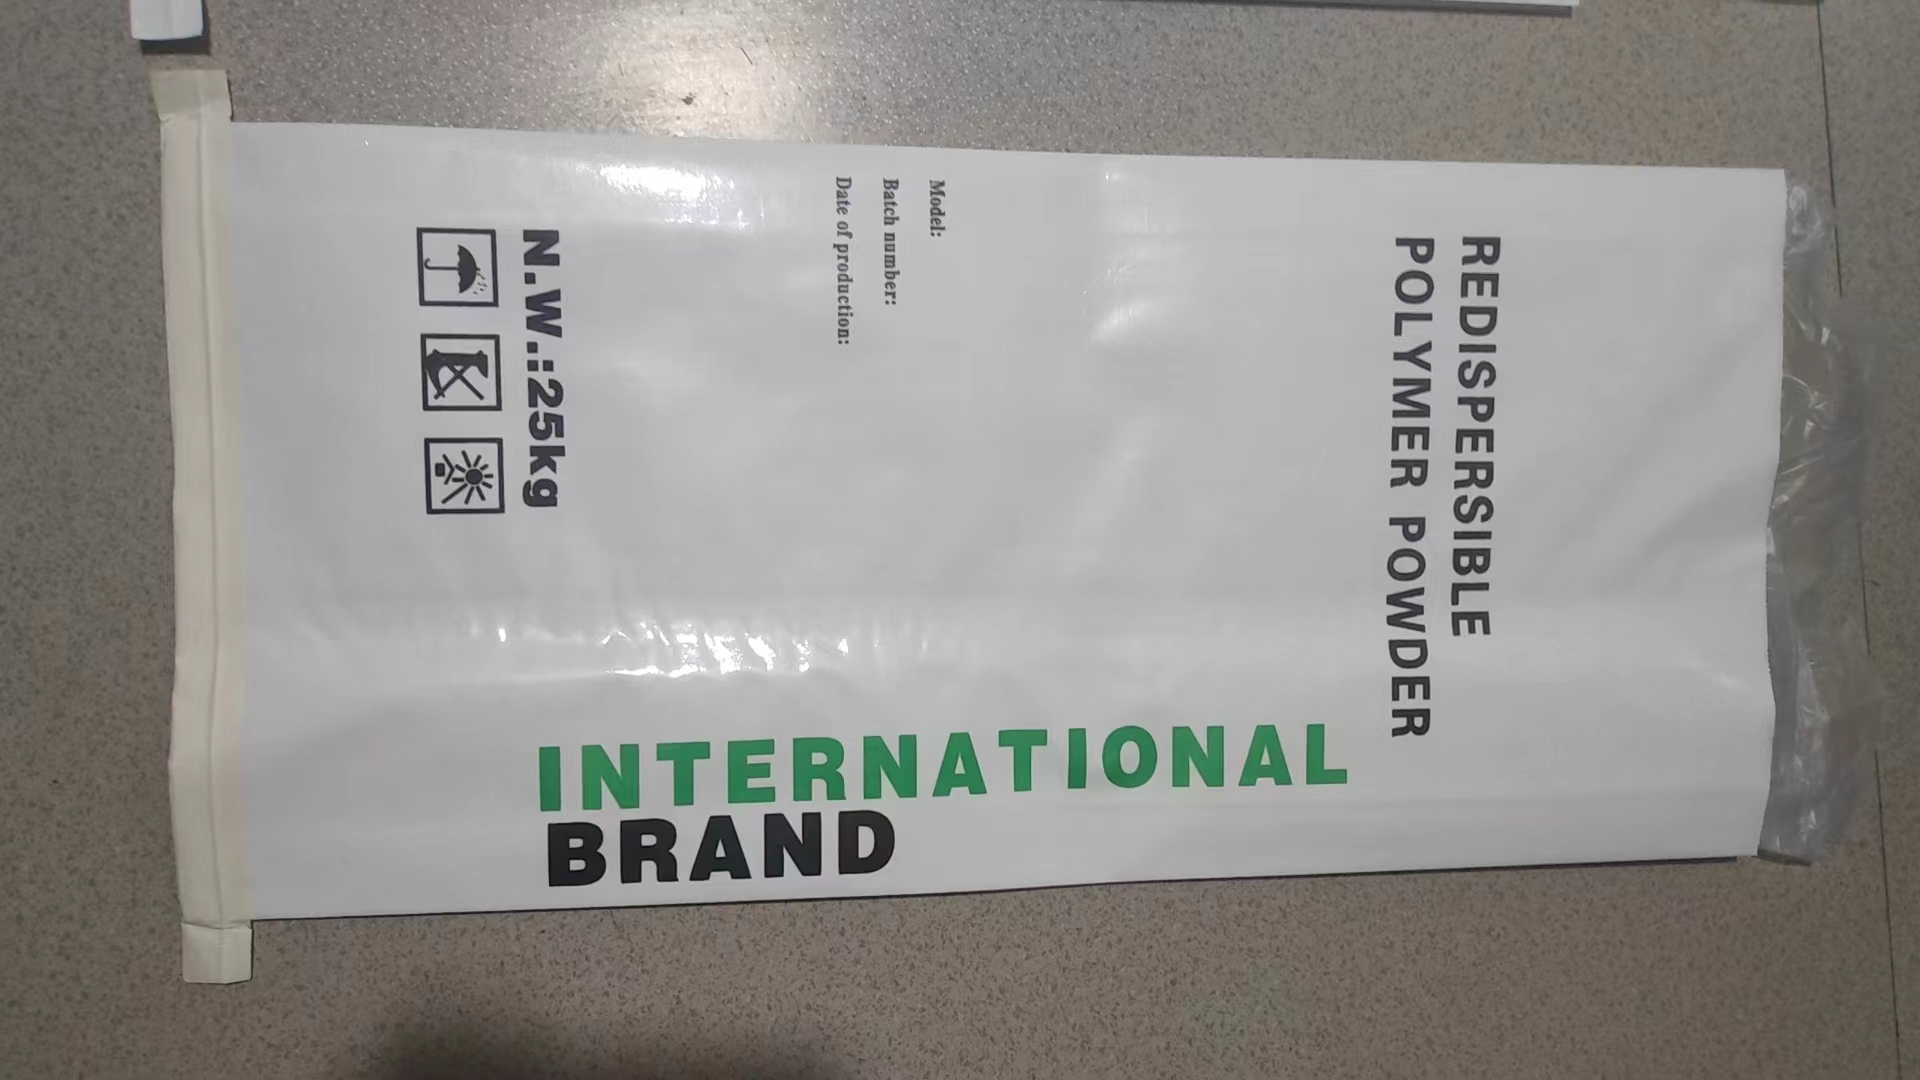 REDISPERSIBLE
POLYMER POWDER
INTERNATIONAL
BRAND
Model:
Batch number:
Date of production:
N.W.:25kg